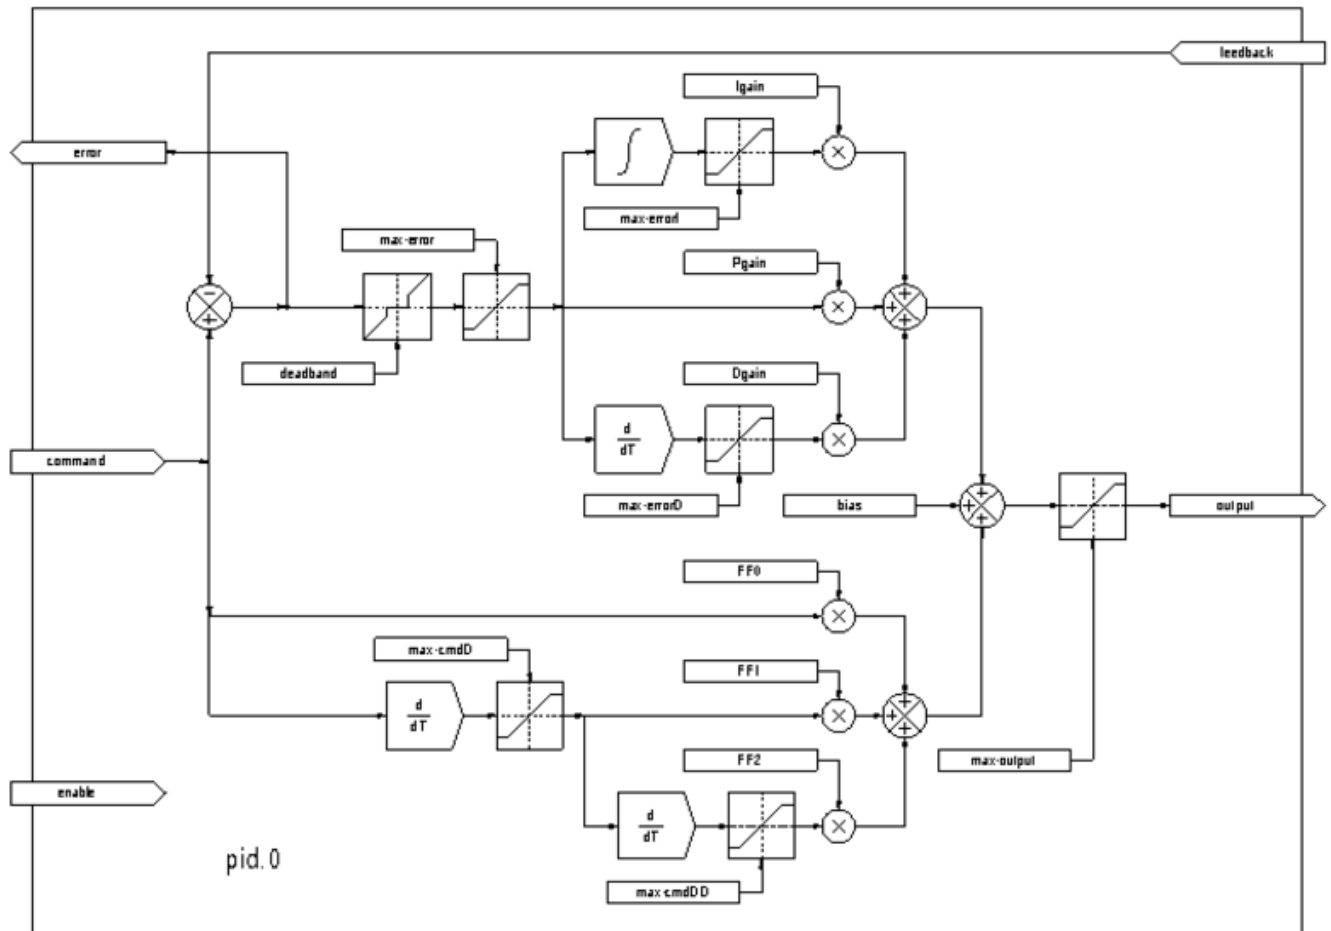 feedback
Igain
error
max-errorI
max-error
Pgain
deadband
Dgain
d
dT
command
max-errorD
bias
output
FF0
max-cmdD
FF1
d
dT
FF2
max-output
enable
d
dT
pid.0
max-cmdDD